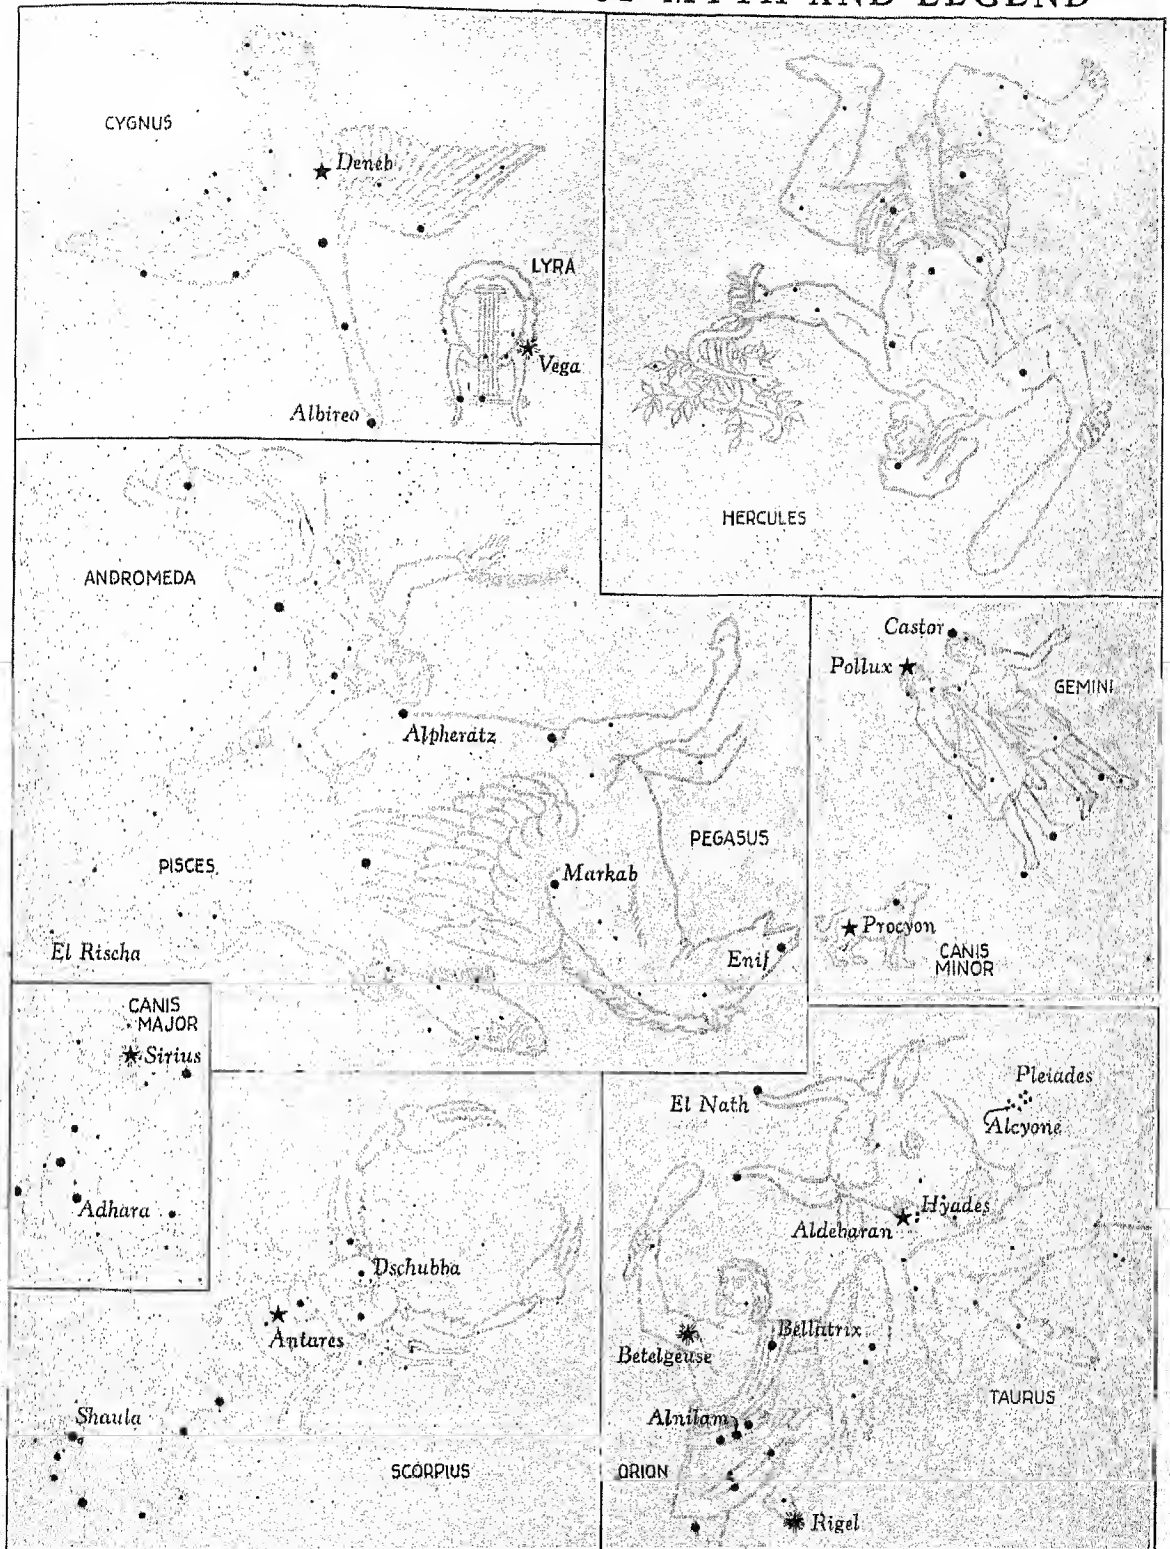 MYTH AND LEGEND
CYGNUS
Deneb
LYRA
Vega
Albireo
HERCULES
ANDROMEDA
Alpheratz
PISCES
PEGASUS
Markab
El Rischa
Enif
Castor
Pollux
GEMINI
Procyon
CANIS
MINOR
CANIS
MAJOR
Sirius
Adhara
Dschubba
Antares
Shaula
SCORPIUS
El Nath
Pleiades
Alcyone
Hyades
Aldebaran
Bellatrix
Betelgeuse
TAURUS
Alnilam
ORION
Rigel